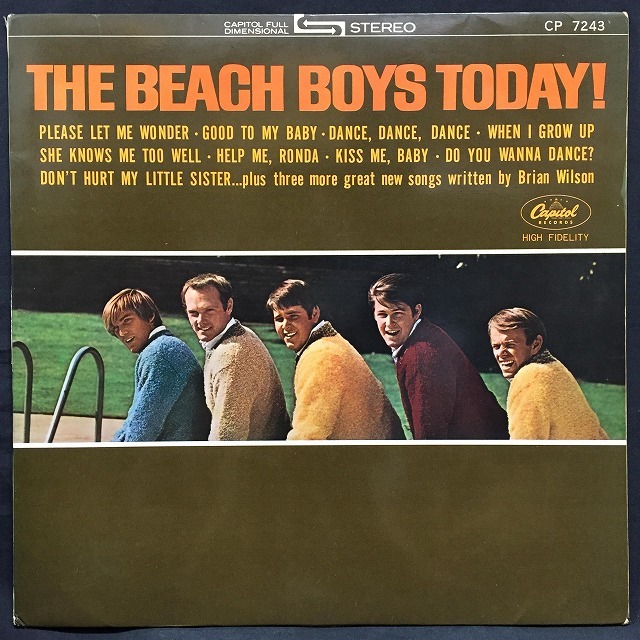 CAPITOL FULL DIMENSIONAL STEREO CP 7243
THE BEACH BOYS TODAY!
PLEASE LET ME WONDER · GOOD TO MY BABY · DANCE, DANCE, DANCE · WHEN I GROW UP
SHE KNOWS ME TOO WELL · HELP ME, RONDA · KISS ME, BABY · DO YOU WANNA DANCE?
DON'T HURT MY LITTLE SISTER...plus three more great new songs written by Brian Wilson
Capitol
RECORDS
HIGH FIDELITY